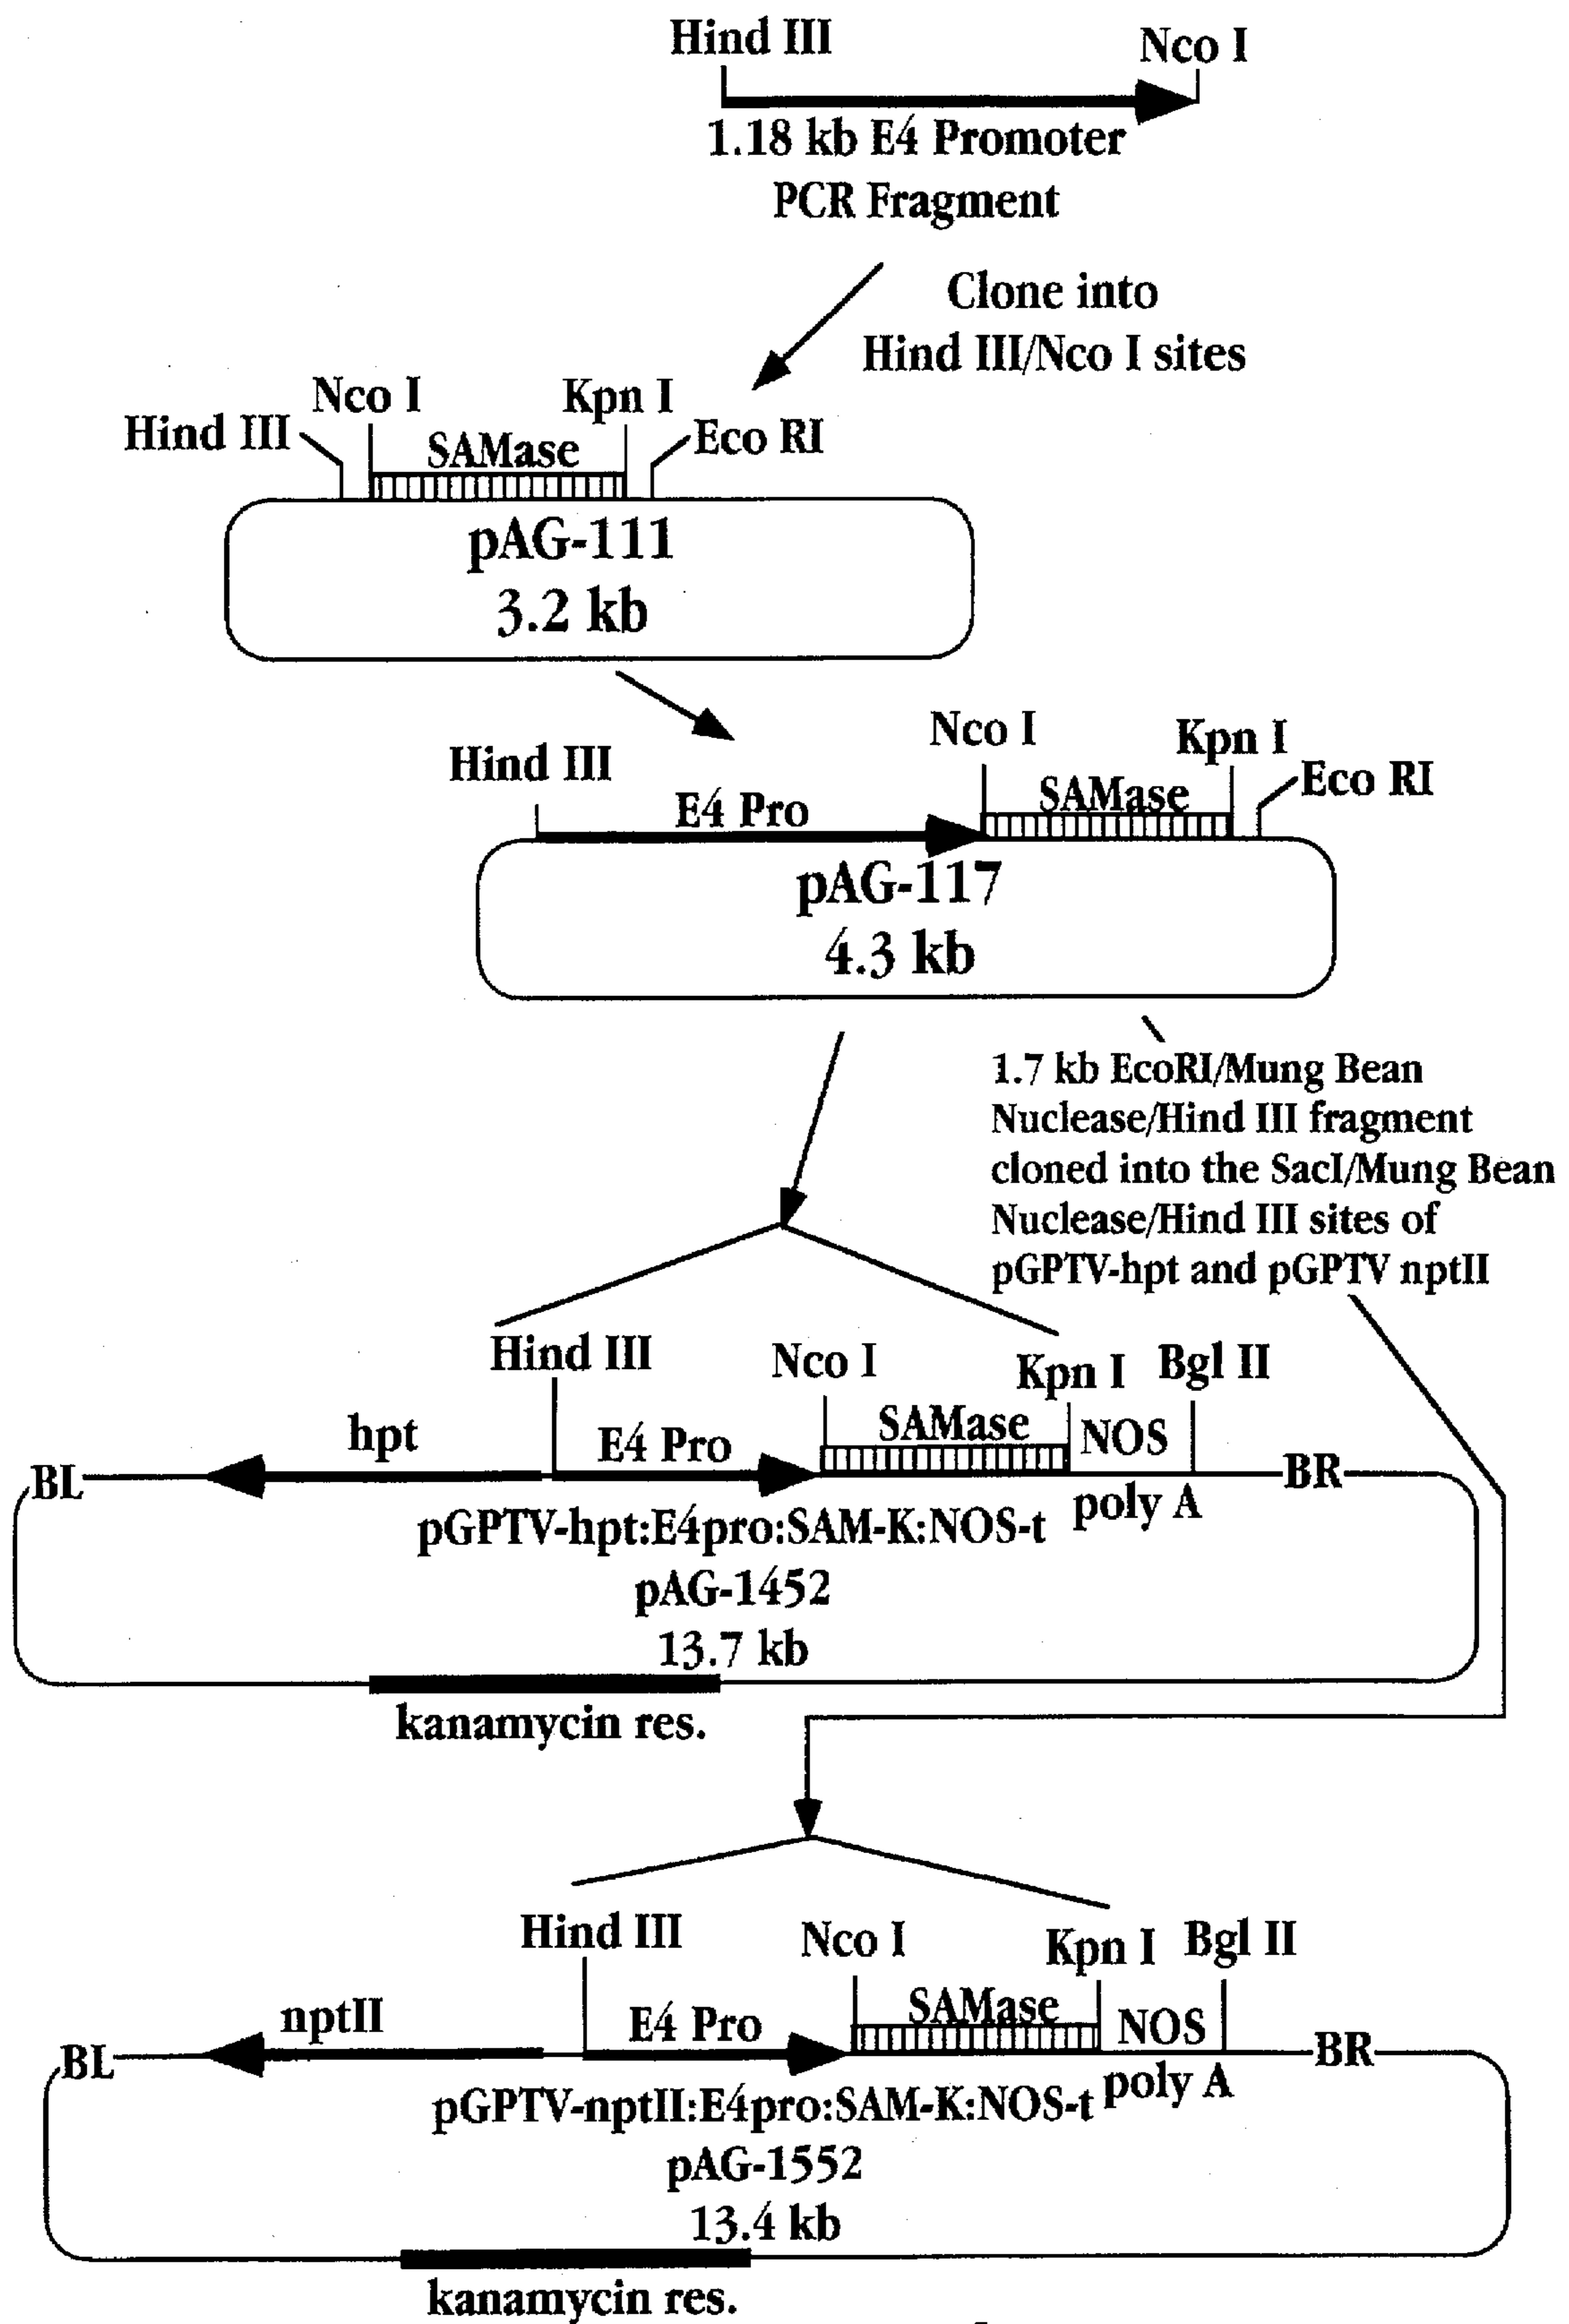 Hind III
Nco I
1.18 kb E4 Promoter
PCR Fragment
Clone into
Hind III/Nco I sites
Hind III
Nco I
Kpn I
Eco RI
SAMase
pAG-111
3.2 kb
Hind III
Nco I
Kpn I
Eco RI
E4 Pro
SAMase
pAG-117
4.3 kb
1.7 kb EcoRI/Mung Bean
Nuclease/Hind III fragment
cloned into the SacI/Mung Bean
Nuclease/Hind III sites of
pGPTV-hpt and pGPTV nptII
Hind III
Nco I
Kpn I
Bgl II
BL
hpt
E4 Pro
SAMase
NOS
poly A
BR
pGPTV-hpt:E4pro:SAM-K:NOS-t
pAG-1452
13.7 kb
kanamycin res.
Hind III
Nco I
Kpn I
Bgl II
BL
nptII
E4 Pro
SAMase
NOS
poly A
BR
pGPTV-nptII:E4pro:SAM-K:NOS-t
pAG-1552
13.4 kb
kanamycin res.